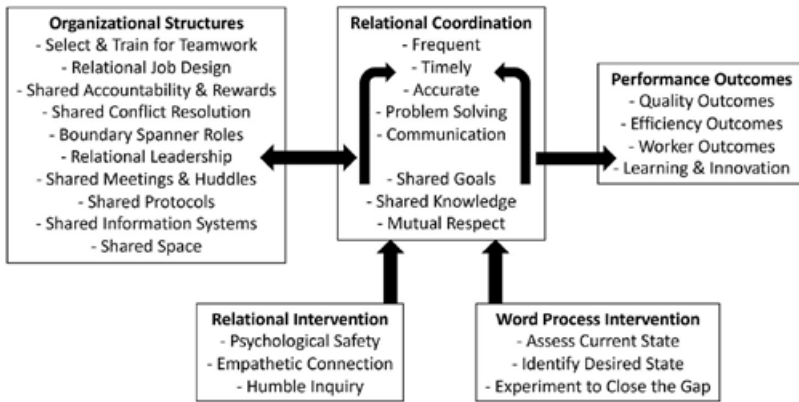 Organizational Structures
- Select & Train for Teamwork
- Relational Job Design
- Shared Accountability & Rewards
- Shared Conflict Resolution
- Boundary Spanner Roles
- Relational Leadership
- Shared Meetings & Huddles
- Shared Protocols
- Shared Information Systems
- Shared Space
Relational Coordination
- Frequent
- Timely
- Accurate
- Problem Solving
- Communication
- Shared Goals
- Shared Knowledge
- Mutual Respect
Performance Outcomes
- Quality Outcomes
- Efficiency Outcomes
- Worker Outcomes
- Learning & Innovation
Relational Intervention
- Psychological Safety
- Empathetic Connection
- Humble Inquiry
Word Process Intervention
- Assess Current State
- Identify Desired State
- Experiment to Close the Gap